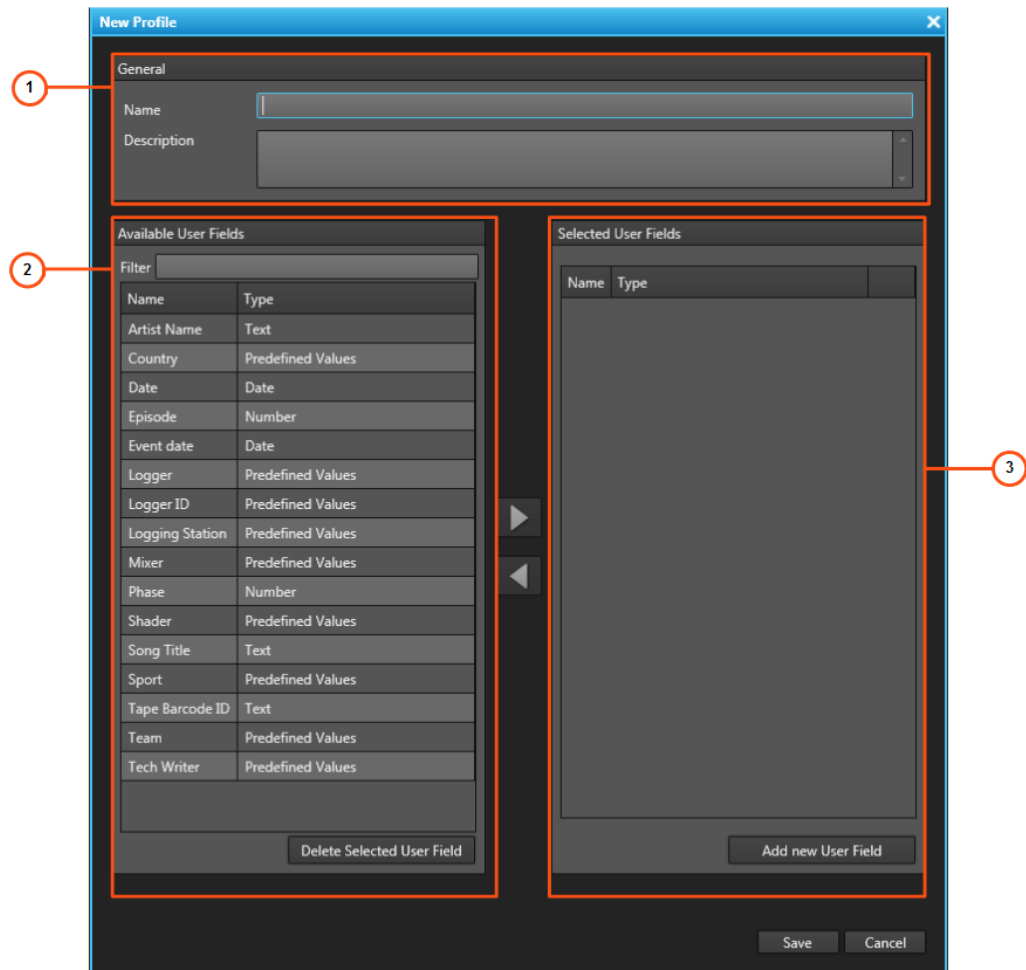 New Profile
General
1
Name
Description
Available User Fields
2
Filter
Name Type
Artist Name Text
Country Predefined Values
Date Date
Episode Number
Event date Date
Logger Predefined Values
Logger ID Predefined Values
Logging Station Predefined Values
Mixer Predefined Values
Phase Number
Shader Predefined Values
Song Title Text
Sport Predefined Values
Tape Barcode ID Text
Team Predefined Values
Tech Writer Predefined Values
Delete Selected User Field
Selected User Fields
Name Type
3
Add new User Field
Save Cancel